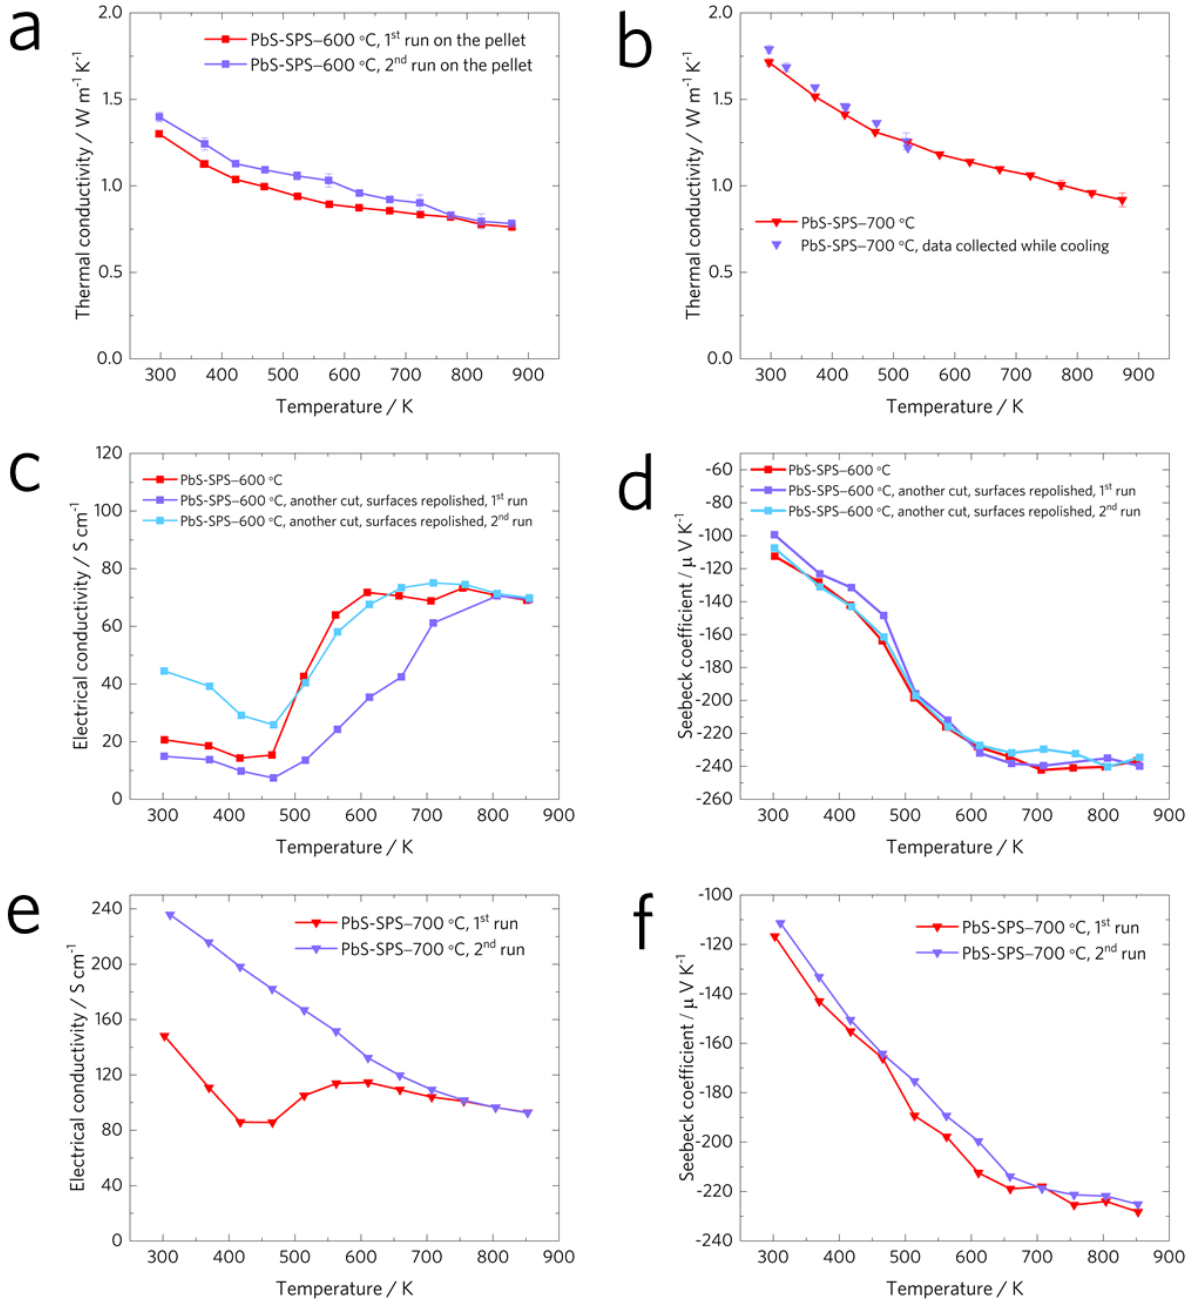 a
PbS-SPS–600 °C, 1st run on the pellet
PbS-SPS–600 °C, 2nd run on the pellet
Thermal conductivity / W m-1 K-1
2.0
1.5
1.0
0.5
0.0
300 400 500 600 700 800 900
Temperature / K
b
PbS-SPS–700 °C
PbS-SPS–700 °C, data collected while cooling
Thermal conductivity / W m-1 K-1
2.0
1.5
1.0
0.5
0.0
300 400 500 600 700 800 900
Temperature / K
c
PbS-SPS–600 °C
PbS-SPS–600 °C, another cut, surfaces repolished, 1st run
PbS-SPS–600 °C, another cut, surfaces repolished, 2nd run
Electrical conductivity / S cm-1
120
100
80
60
40
20
0
300 400 500 600 700 800 900
Temperature / K
d
PbS-SPS–600 °C
PbS-SPS–600 °C, another cut, surfaces repolished, 1st run
PbS-SPS–600 °C, another cut, surfaces repolished, 2nd run
Seebeck coefficient / μ V K-1
-60
-80
-100
-120
-140
-160
-180
-200
-220
-240
-260
300 400 500 600 700 800 900
Temperature / K
e
PbS-SPS–700 °C, 1st run
PbS-SPS–700 °C, 2nd run
Electrical conductivity / S cm-1
240
200
160
120
80
40
0
300 400 500 600 700 800 900
Temperature / K
f
PbS-SPS–700 °C, 1st run
PbS-SPS–700 °C, 2nd run
Seebeck coefficient / μ V K-1
-100
-120
-140
-160
-180
-200
-220
-240
300 400 500 600 700 800 900
Temperature / K